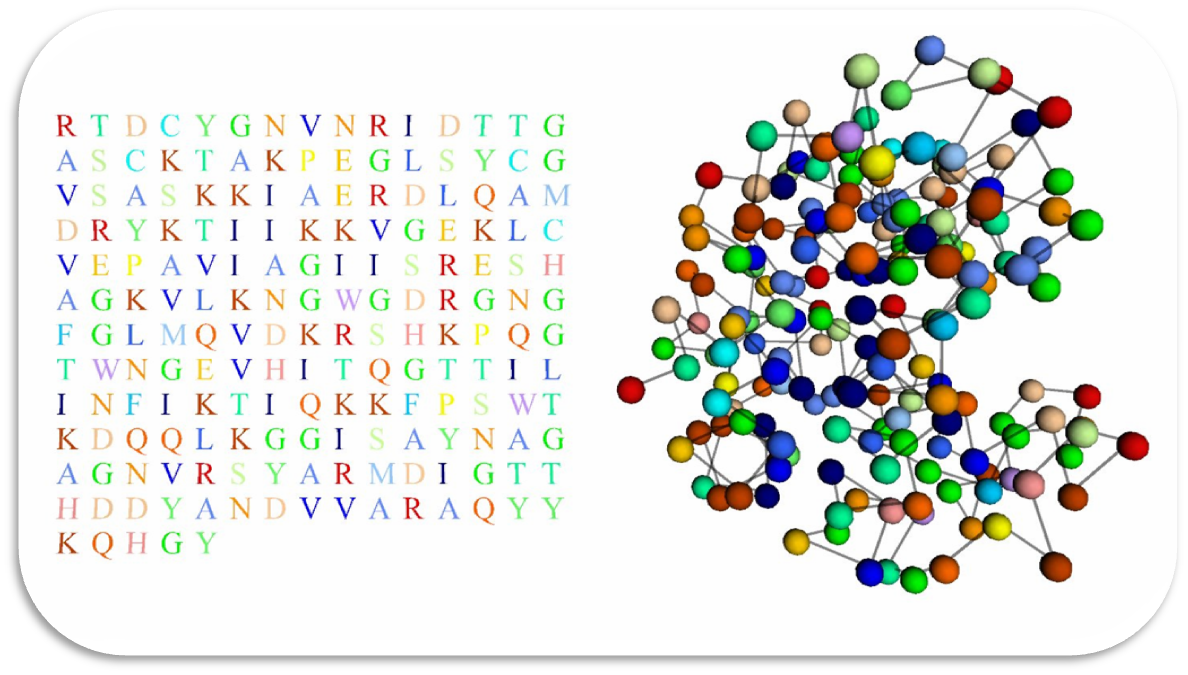 R T D C Y G N V N R I D T T G
A S C K T A K P E G L S Y C G
V S A S K K I A E R D L Q A M
D R Y K T I I K K V G E K L C
V E P A V I A G I I S R E S H
A G K V L K N G W G D R G N G
F G L M Q V D K R S H K P Q G
T W N G E V H I T Q G T T I L
I N F I K T I Q K K F P S W T
K D Q Q L K G G I S A Y N A G
A G N V R S Y A R M D I G T T
H D D Y A N D V V A R A Q Y Y
K Q H G Y